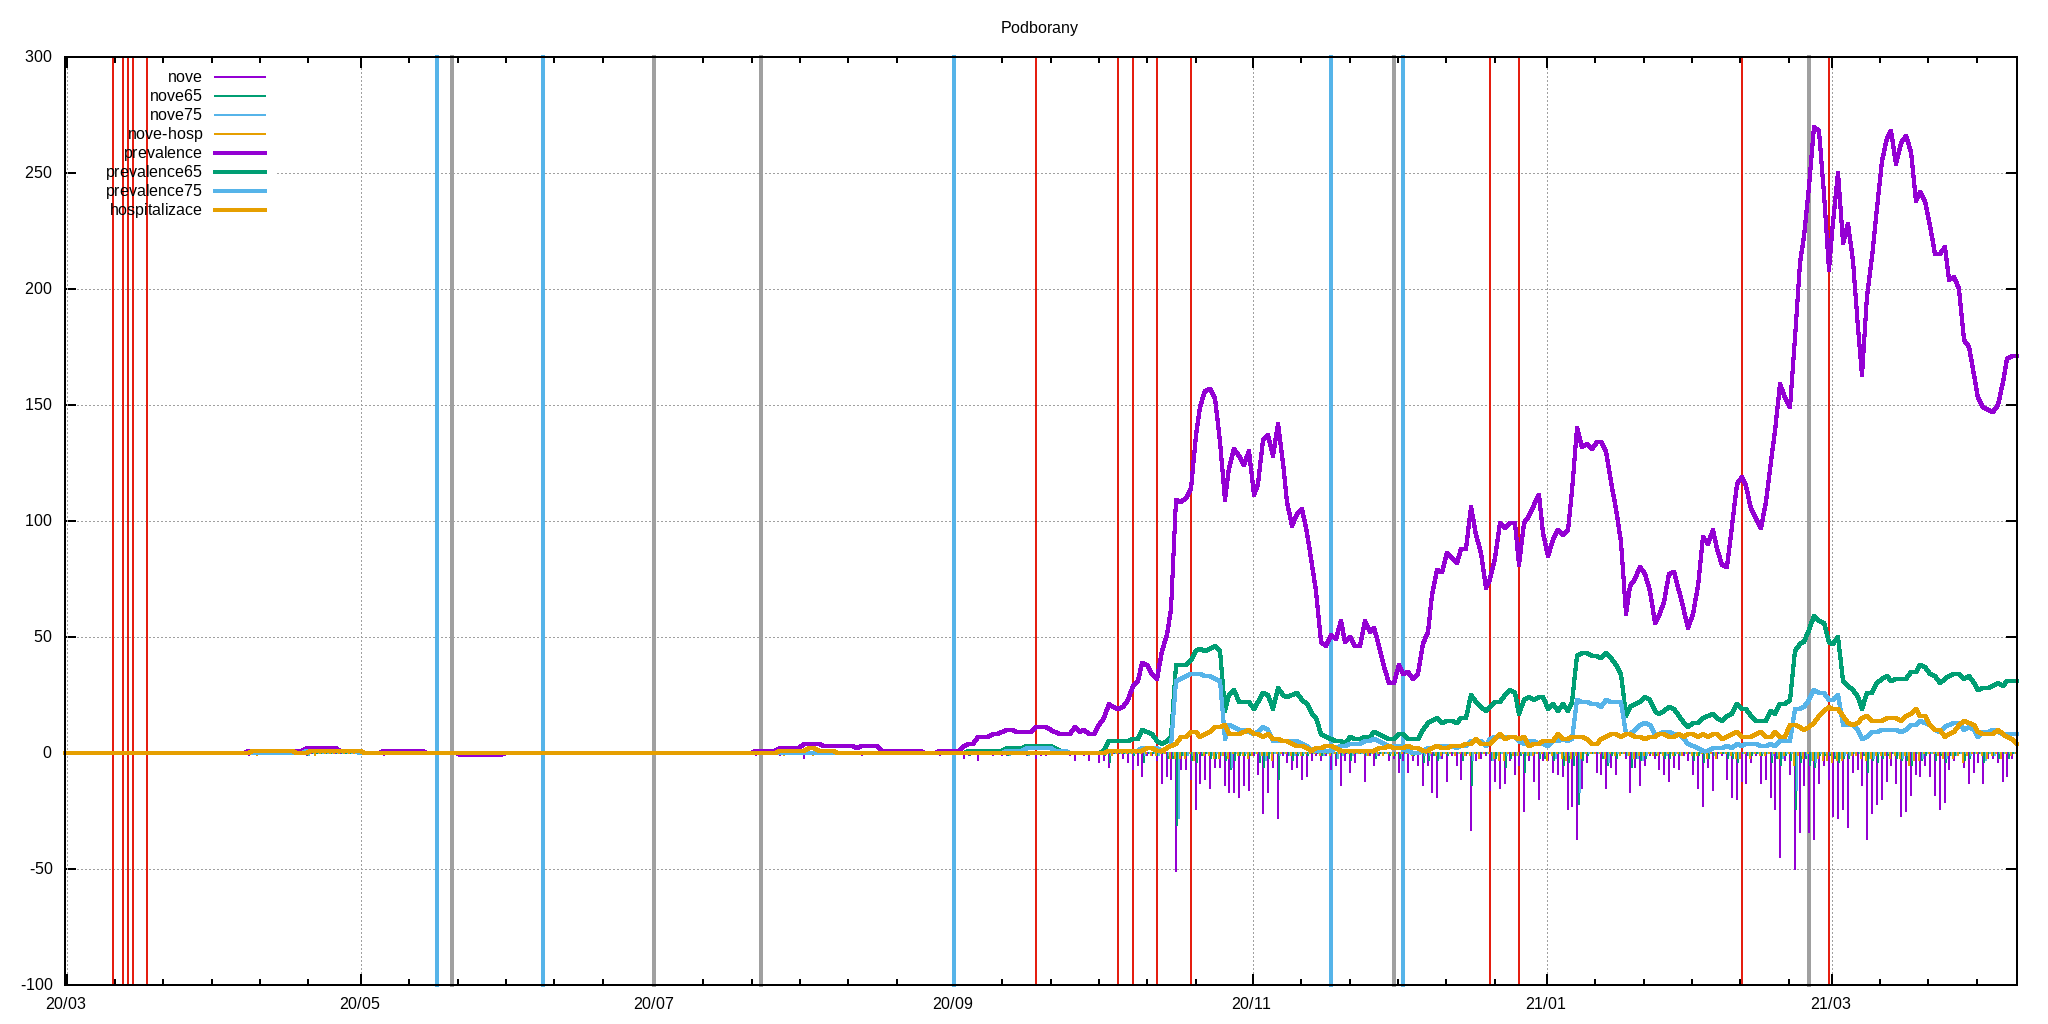 Podborany
300
250
200
150
100
50
0
-50
-100
nove
nove65
nove75
nove-hosp
prevalence
prevalence65
prevalence75
hospitalizace
20/03 20/05 20/07 20/09 20/11 21/01 21/03